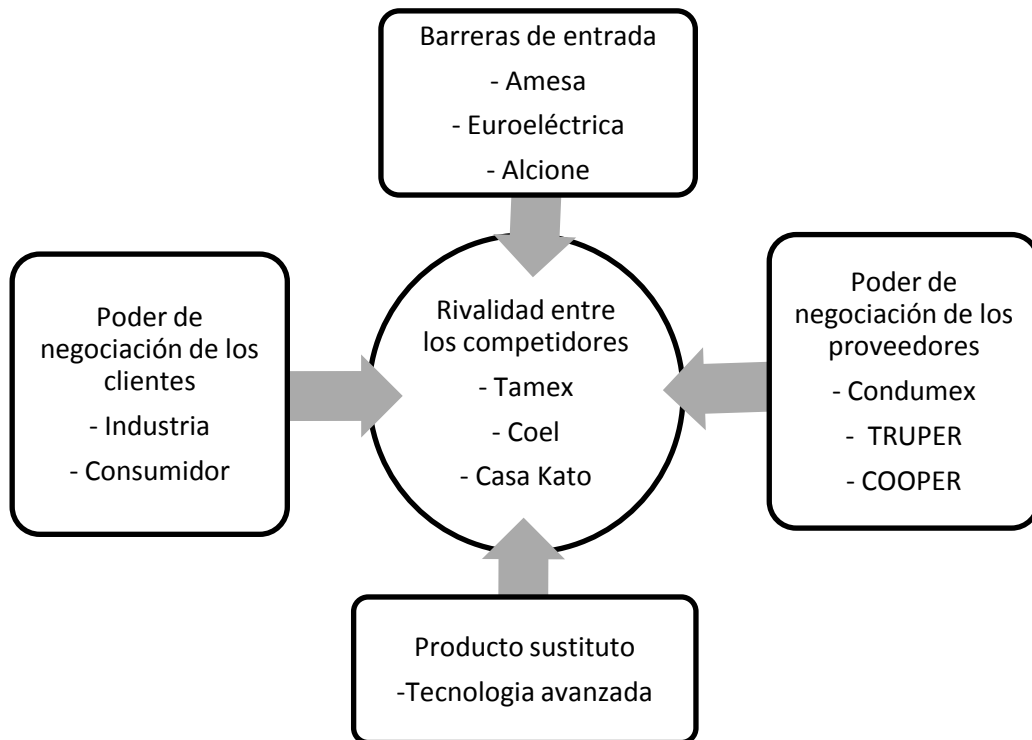 Barreras de entrada
- Amesa
- Euroeléctrica
- Alcione
Poder de
negociación de los
clientes
- Industria
- Consumidor
Rivalidad entre
los competidores
- Tamex
- Coel
- Casa Kato
Poder de
negociación de los
proveedores
- Condumex
- TRUPER
- COOPER
Producto sustituto
-Tecnologia avanzada